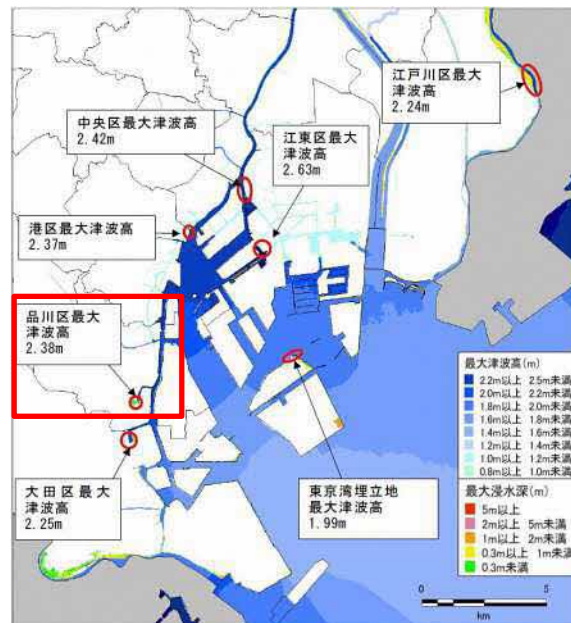 江戸川区最大
津波高
2.24m
中央区最大津波高
2.42m
江東区最大
津波高
2.63m
港区最大津波高
2.37m
品川区最大
津波高
2.38m
大田区最大
津波高
2.25m
東京湾埋立地
最大津波高
1.99m
最大津波高(m)
2.2m以上 2.5m未満
2.0m以上 2.2m未満
1.8m以上 2.0m未満
1.6m以上 1.8m未満
1.4m以上 1.6m未満
1.2m以上 1.4m未満
1.0m以上 1.2m未満
0.8m以上 1.0m未満
最大浸水深(m)
5m以上
2m以上 5m未満
1m以上 2m未満
0.3m以上 1m未満
0.3m未満
0 5
km